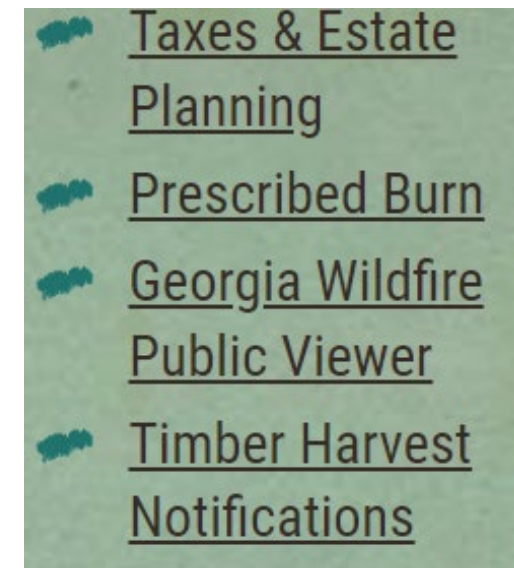 Taxes & Estate
Planning
Prescribed Burn
Georgia Wildfire
Public Viewer
Timber Harvest
Notifications